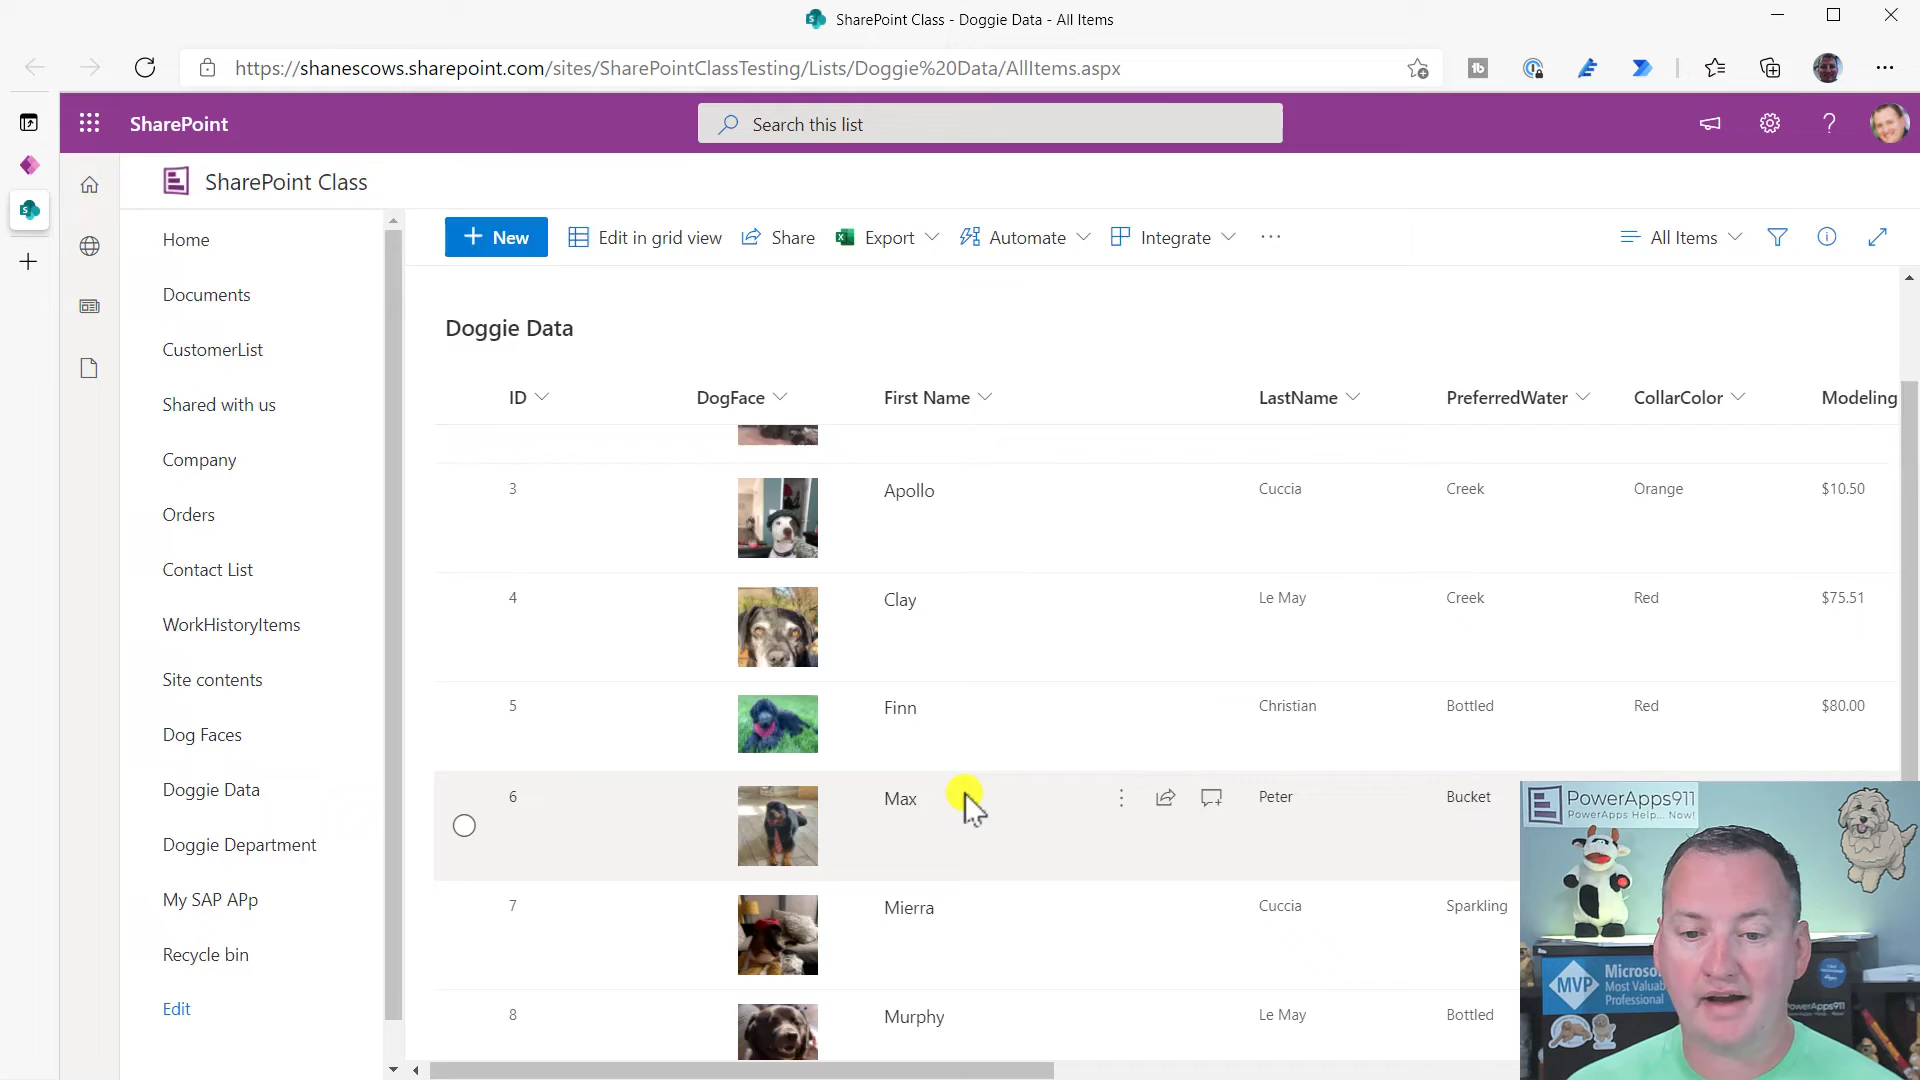 SharePoint Class - Doggie Data - All Items
https://shanescows.sharepoint.com/sites/SharePointClassTesting/Lists/Doggie%20Data/AllItems.aspx
SharePoint
Search this list
SharePoint Class
Home
Documents
CustomerList
Shared with us
Company
Orders
Contact List
WorkHistoryItems
Site contents
Dog Faces
Doggie Data
Doggie Department
My SAP APp
Recycle bin
Edit
New Edit in grid view Share Export Automate Integrate All Items
Doggie Data
ID DogFace First Name LastName PreferredWater CollarColor Modeling
3 Apollo Cuccia Creek Orange $10.50
4 Clay Le May Creek Red $75.51
5 Finn Christian Bottled Red $80.00
6 Max Peter Bucket
7 Mierra Cuccia Sparkling
8 Murphy Le May Bottled
PowerApps911
PowerApps Help... Now!
MVP
Microso
Most Valuab
Professional
PowerApps911